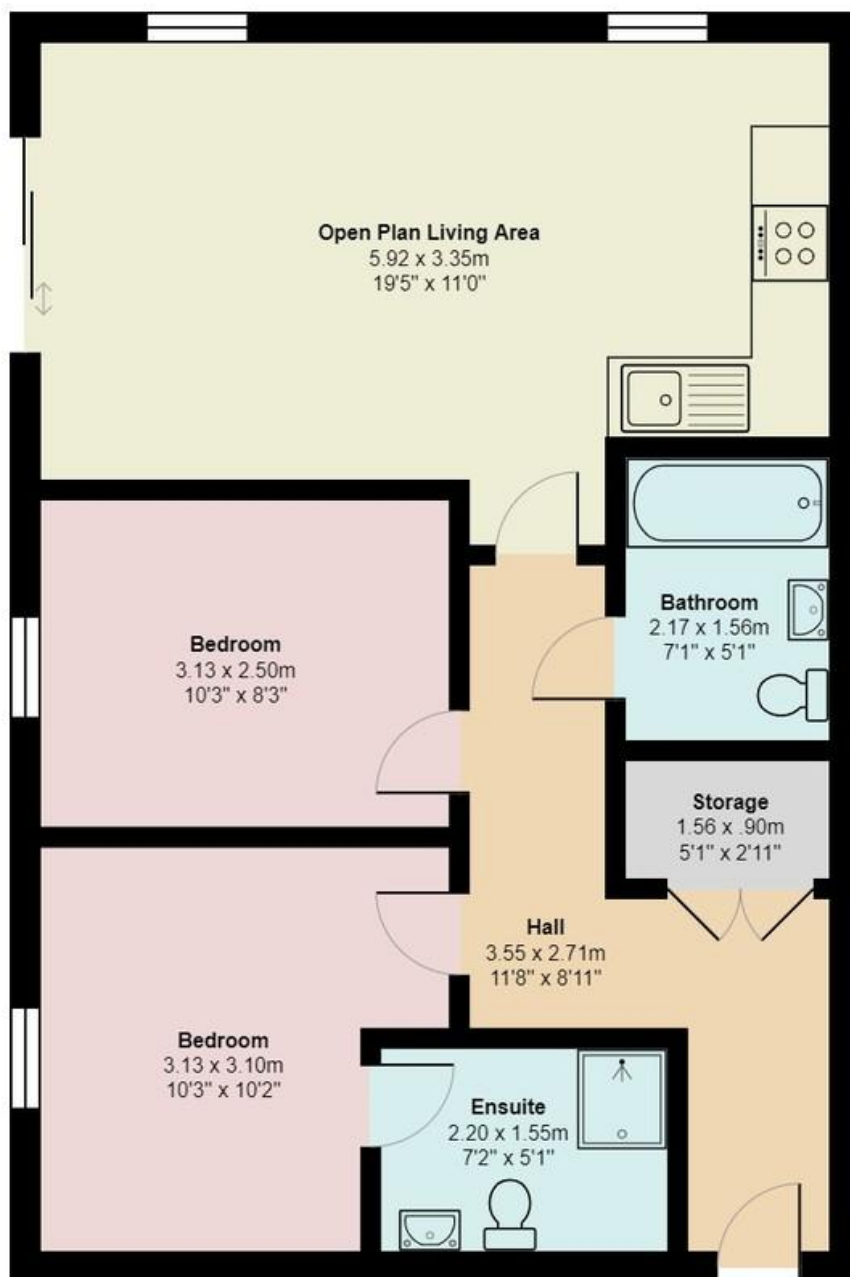 Open Plan Living Area
5.92 x 3.35m
19'5" x 11'0"
Bedroom
3.13 x 2.50m
10'3" x 8'3"
Bathroom
2.17 x 1.56m
7'1" x 5'1"
Storage
1.56 x .90m
5'1" x 2'11"
Hall
3.55 x 2.71m
11'8" x 8'11"
Bedroom
3.13 x 3.10m
10'3" x 10'2"
Ensuite
2.20 x 1.55m
7'2" x 5'1"